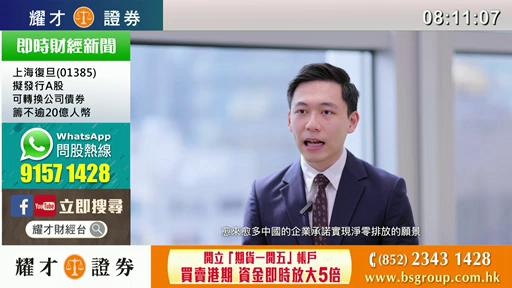 耀才 證券
08:11:07
即時財經新聞
上海復旦(01385)
擬發行A股
可轉換公司債券
籌不逾20億人幣
WhatsApp
問股熱線
9157 1428
f YouTube 立即搜尋
耀才財經台
愈來愈多中國的企業承諾實現淨零排放的願景
耀才 證券
開立「期貨一開五」帳戶
買賣港期 資金即時放大5倍
(852) 2343 1428
www.bsgroup.com.hk